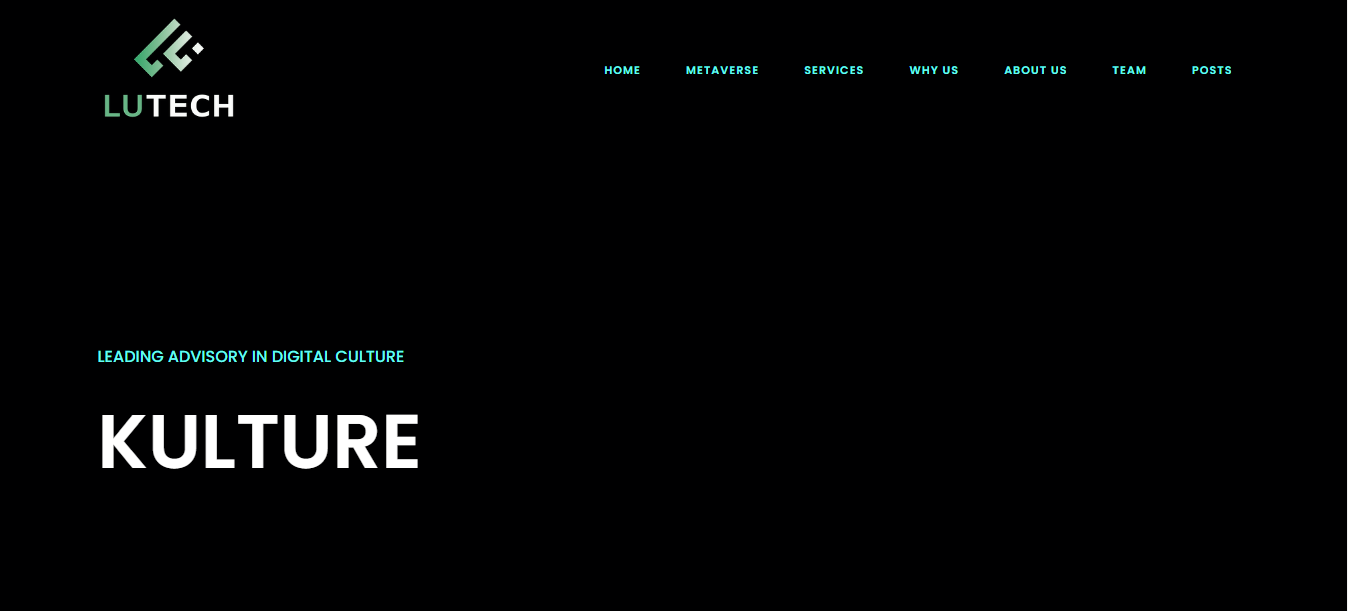 LUTECH
HOME METAVERSE SERVICES WHY US ABOUT US TEAM POSTS
LEADING ADVISORY IN DIGITAL CULTURE
KULTURE